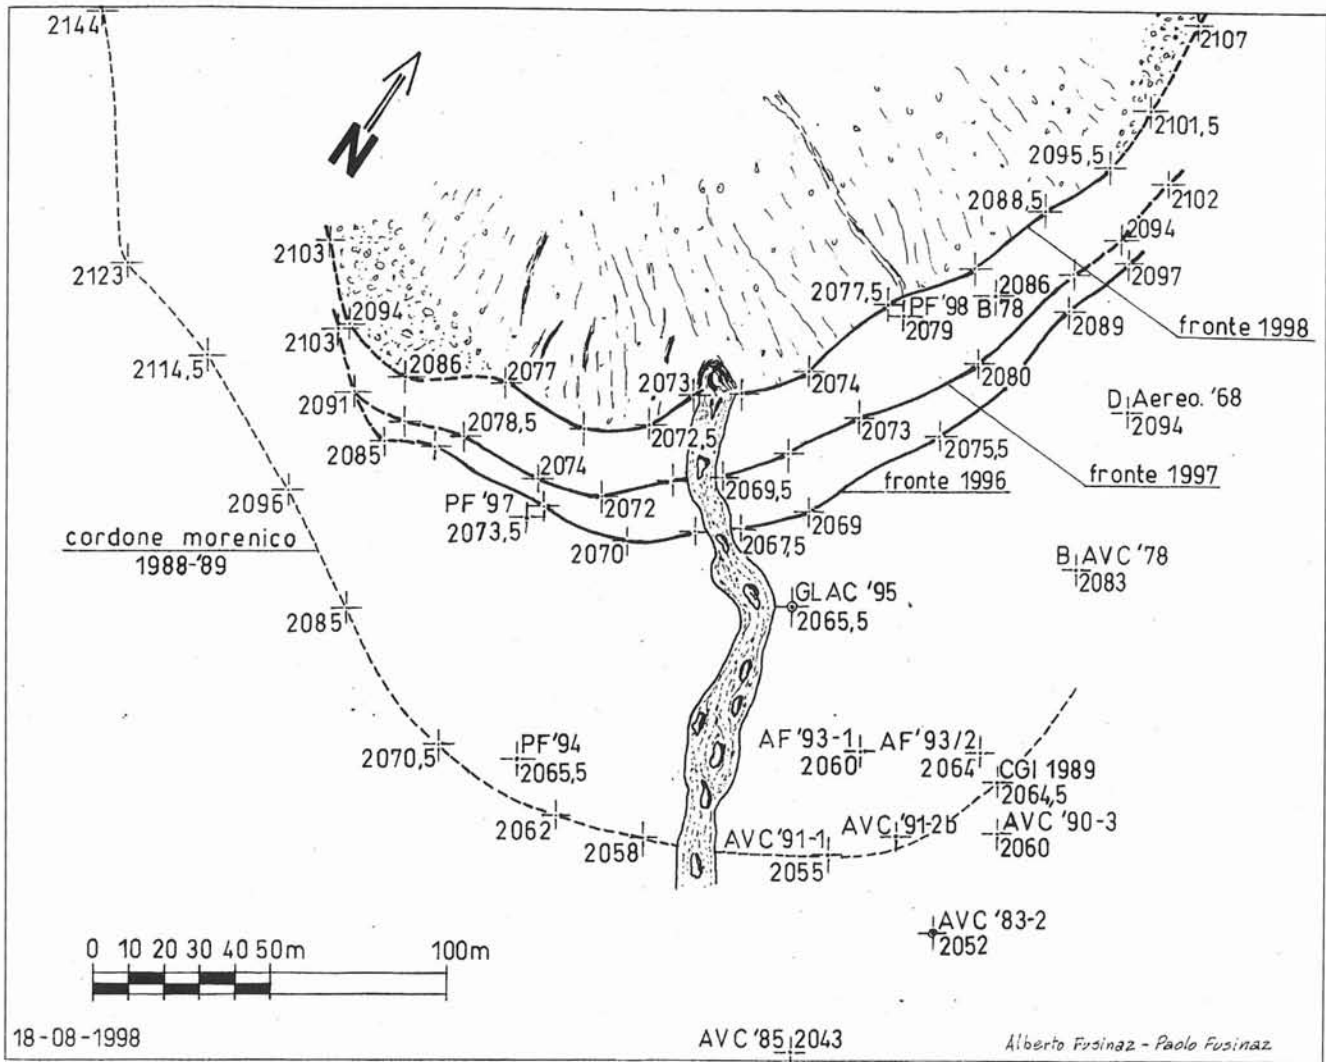 2144
2107
N
2101,5
2095,5
2088,5
2102
2103
2094
2123
2097
2077,5
PF '98
2079
B 78
2086
2089
fronte 1998
2094
2103
2114,5
2086
2077
2073
2074
2080
2091
D Aereo. '68
2094
2078,5
2072,5
2073
2085
2075,5
2074
2069,5
fronte 1997
fronte 1996
2096
PF '97
2073,5
2072
2069
cordone morenico
1988-'89
2070
2067,5
B AVC '78
2083
GLAC '95
2065,5
2085
2070,5
PF'94
2065,5
AF '93-1
2060
AF '93/2
2064
CGI 1989
2064,5
2062
2058
AVC '91-1
2055
AVC '91-2b
AVC '90-3
2060
AVC '83-2
2052
0 10 20 30 40 50m 100m
18-08-1998
AVC '85 2 2043
Alberto Fusinaz - Paolo Fusinaz